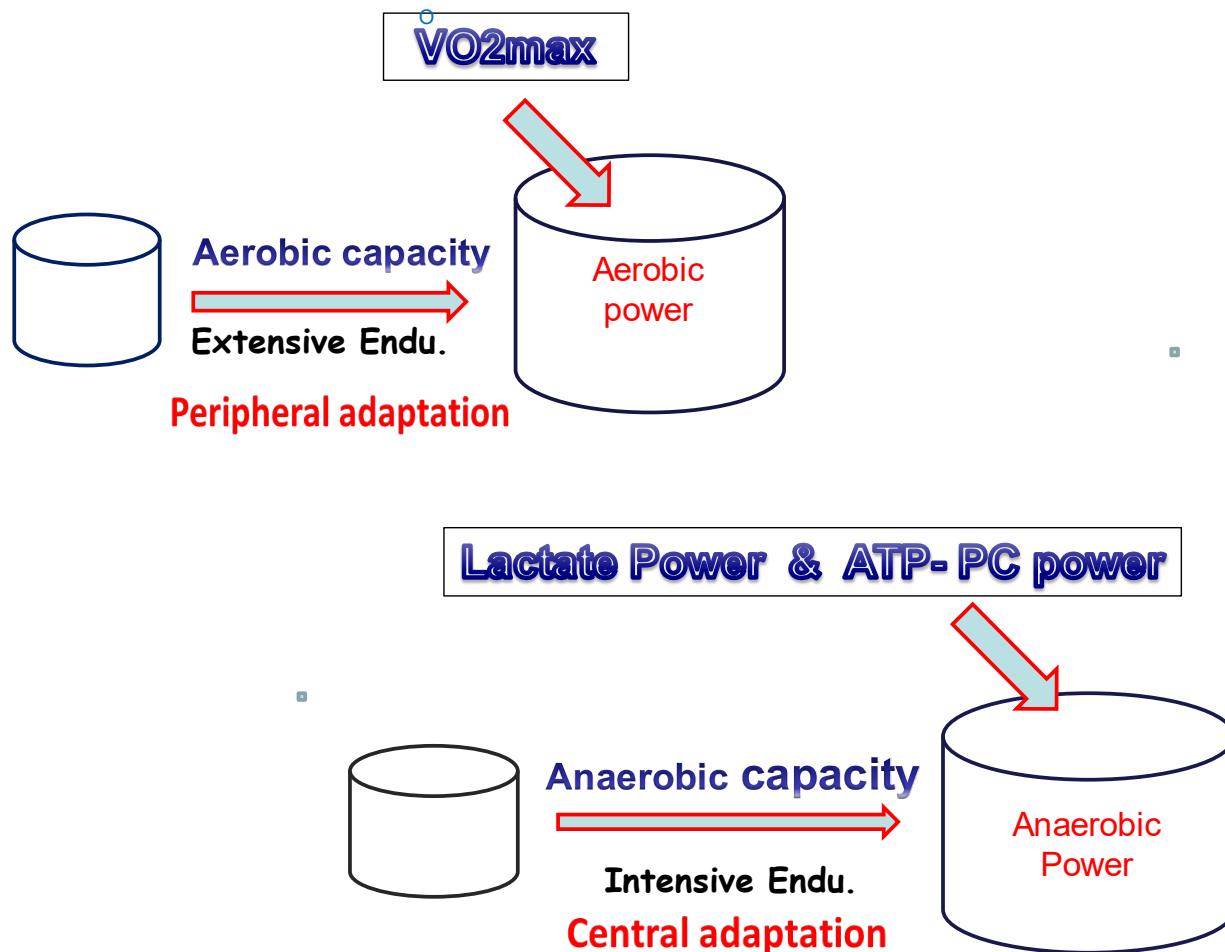 VO2max
Aerobic capacity
Extensive Endu.
Peripheral adaptation
Aerobic
power
Lactate Power & ATP- PC power
Anaerobic capacity
Intensive Endu.
Central adaptation
Anaerobic
Power